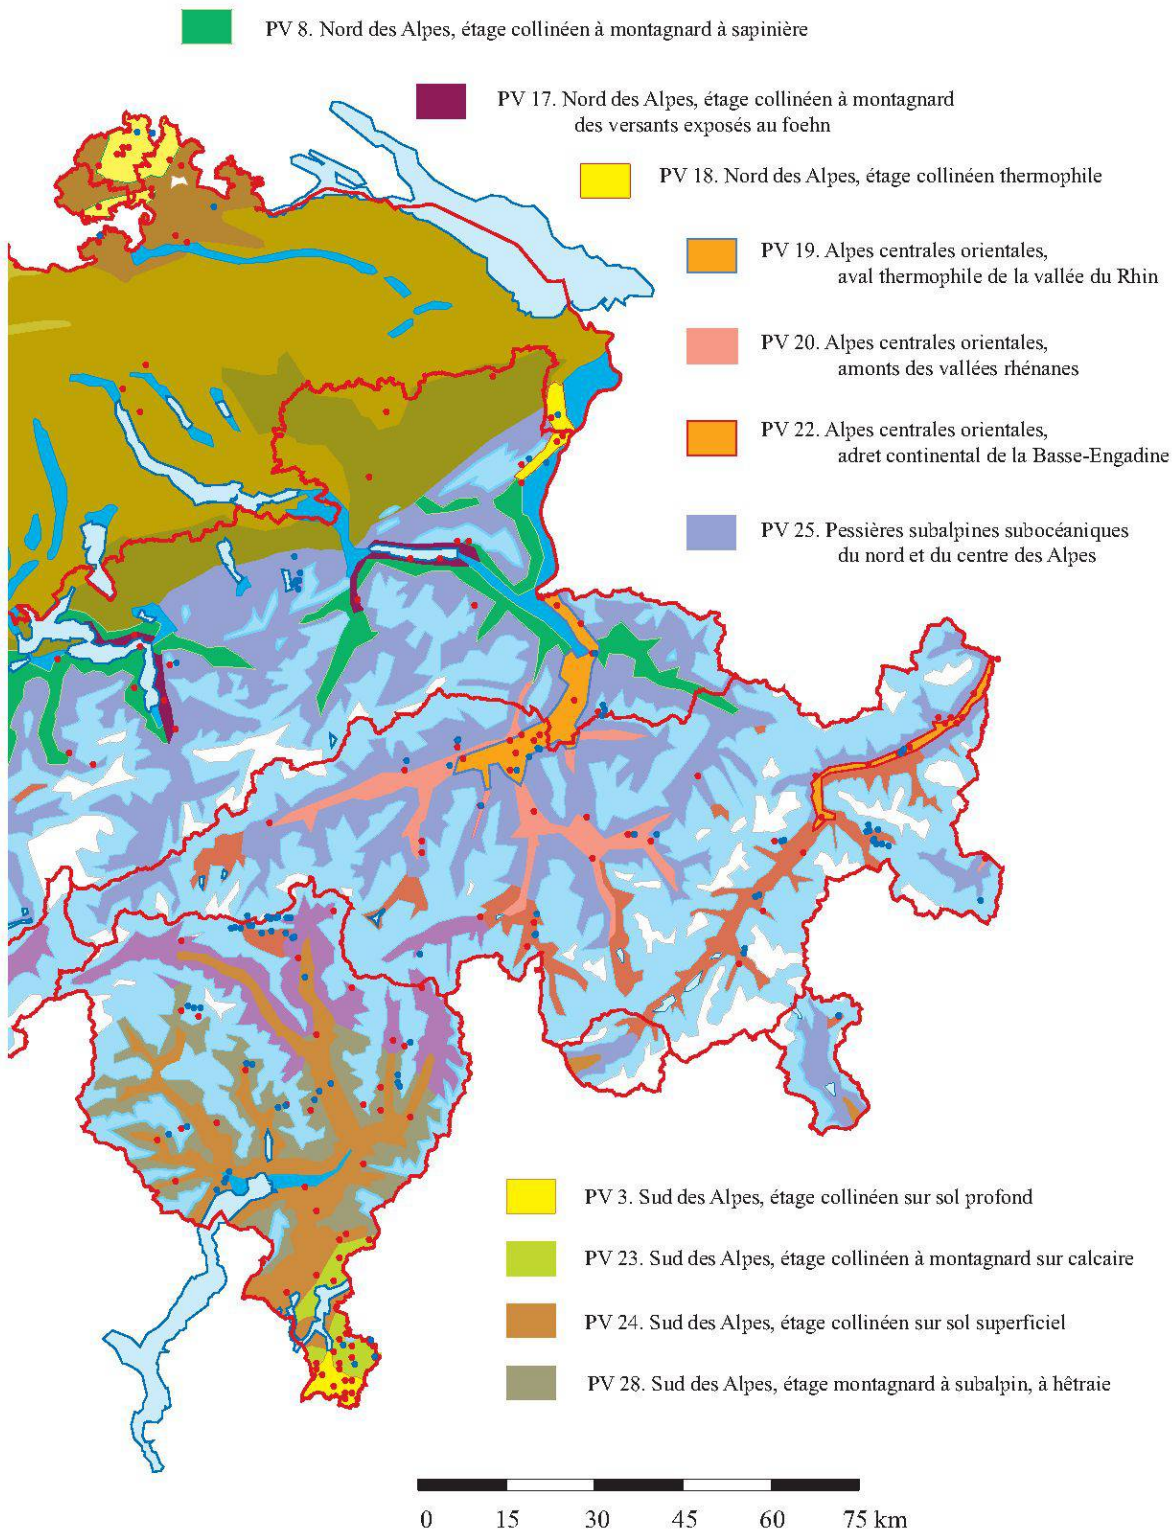 PV 8. Nord des Alpes, étage collinéen à montagnard à sapinière
PV 17. Nord des Alpes, étage collinéen à montagnard
des versants exposés au foehn
PV 18. Nord des Alpes, étage collinéen thermophile
PV 19. Alpes centrales orientales,
aval thermophile de la vallée du Rhin
PV 20. Alpes centrales orientales,
amonts des vallées rhénanes
PV 22. Alpes centrales orientales,
adret continental de la Basse-Engadine
PV 25. Pessières subalpines subocéaniques
du nord et du centre des Alpes
PV 3. Sud des Alpes, étage collinéen sur sol profond
PV 23. Sud des Alpes, étage collinéen à montagnard sur calcaire
PV 24. Sud des Alpes, étage collinéen sur sol superficiel
PV 28. Sud des Alpes, étage montagnard à subalpin, à hêtraie
0 15 30 45 60 75 km